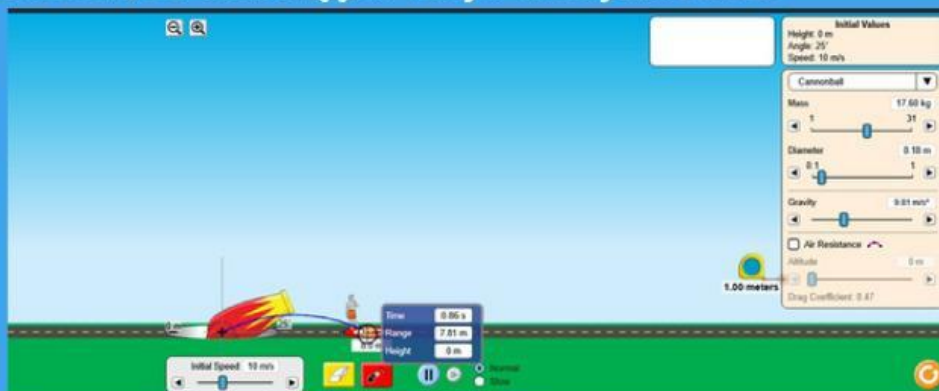 Initial Values
Height: 0 m
Angle: 25°
Speed: 10 m/s
Cannonball
Mass 17.60 kg
1 31
Diameter 0.18 m
0.1 1
Gravity 9.81 m/s²
Air Resistance
Altitude 0 m
Drag Coefficient: 0.47
1.00 meters
0 m
25°
Time 0.86 s
Range 7.81 m
Height 0 m
Initial Speed 10 m/s
Normal
Slow